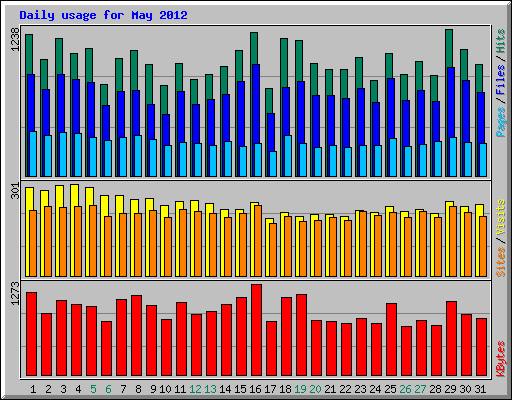 Daily usage for May 2012
1238
Pages / Files / Hits
301
Sites / Visits
1273
KBytes
1 2 3 4 5 6 7 8 9 10 11 12 13 14 15 16 17 18 19 20 21 22 23 24 25 26 27 28 29 30 31